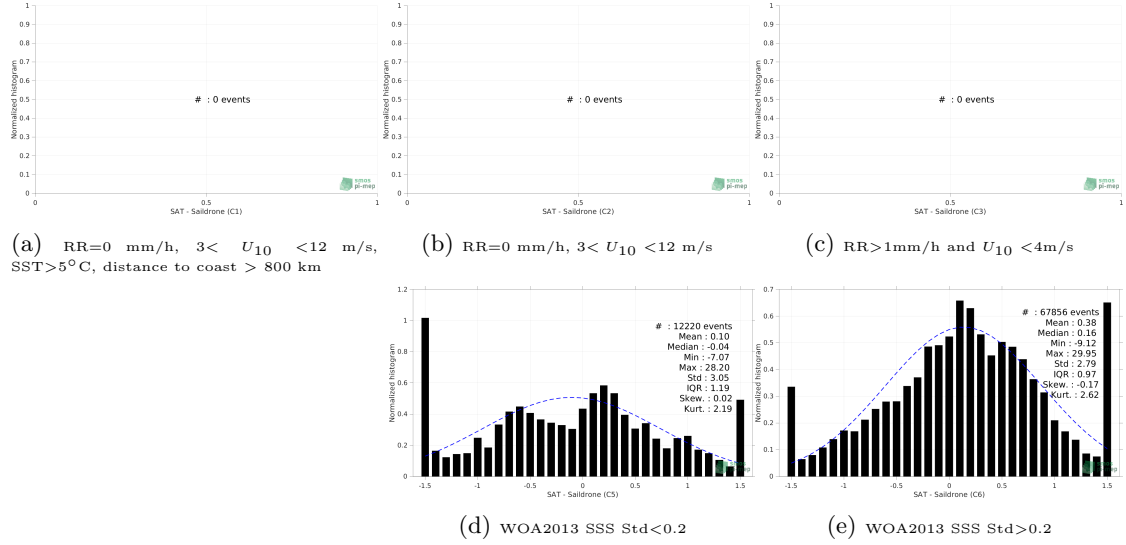 1
0.9
0.8
0.7
0.6
0.5
0.4
0.3
0.2
0.1
0
Normalized histogram
# : 0 events
smos
pi-mep
0 0.5 1
SAT - Saildrone (C1)
1
0.9
0.8
0.7
0.6
0.5
0.4
0.3
0.2
0.1
0
Normalized histogram
# : 0 events
smos
pi-mep
0 0.5 1
SAT - Saildrone (C2)
1
0.9
0.8
0.7
0.6
0.5
0.4
0.3
0.2
0.1
0
Normalized histogram
# : 0 events
smos
pi-mep
0 0.5 1
SAT - Saildrone (C3)
(a) RR=0 mm/h, 3< U10 <12 m/s,
SST>5°C, distance to coast > 800 km
(b) RR=0 mm/h, 3< U10 <12 m/s
(c) RR>1mm/h and U10 <4m/s
1.2
1
0.8
0.6
0.4
0.2
0
Normalized histogram
# : 12220 events
Mean : 0.10
Median : -0.04
Min : -7.07
Max : 28.20
Std : 3.05
IQR : 1.19
Skew. : 0.02
Kurt. : 2.19
pi-mep
-1.5 -1 -0.5 0 0.5 1 1.5
SAT - Saildrone (C5)
0.7
0.6
0.5
0.4
0.3
0.2
0.1
0
Normalized histogram
# : 67856 events
Mean : 0.38
Median : 0.16
Min : -9.12
Max : 29.95
Std : 2.79
IQR : 0.97
Skew. : -0.17
Kurt. : 2.62
pi-mep
-1.5 -1 -0.5 0 0.5 1 1.5
SAT - Saildrone (C6)
(d) WOA2013 SSS Std<0.2
(e) WOA2013 SSS Std>0.2